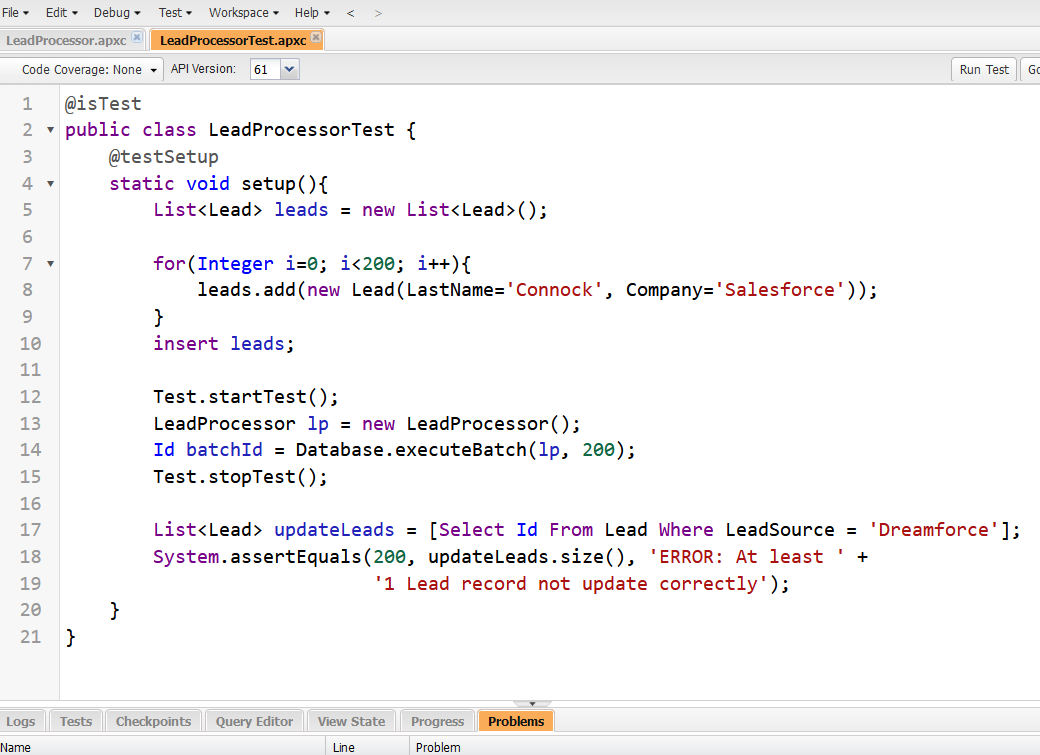 File Edit Debug Test Workspace Help < >
LeadProcessor.apxc LeadProcessorTest.apxc
Code Coverage: None API Version: 61 Run Test Go
1 @isTest
2 public class LeadProcessorTest {
3 @testSetup
4 static void setup(){
5 List<Lead> leads = new List<Lead>();
6
7 for(Integer i=0; i<200; i++){
8 leads.add(new Lead(LastName='Connock', Company='Salesforce'));
9 }
10 insert leads;
11
12 Test.startTest();
13 LeadProcessor lp = new LeadProcessor();
14 Id batchId = Database.executeBatch(lp, 200);
15 Test.stopTest();
16
17 List<Lead> updateLeads = [Select Id From Lead Where LeadSource = 'Dreamforce'];
18 System.assertEquals(200, updateLeads.size(), 'ERROR: At least ' +
19 '1 Lead record not update correctly');
20 }
21 }
Logs Tests Checkpoints Query Editor View State Progress Problems
Name Line Problem